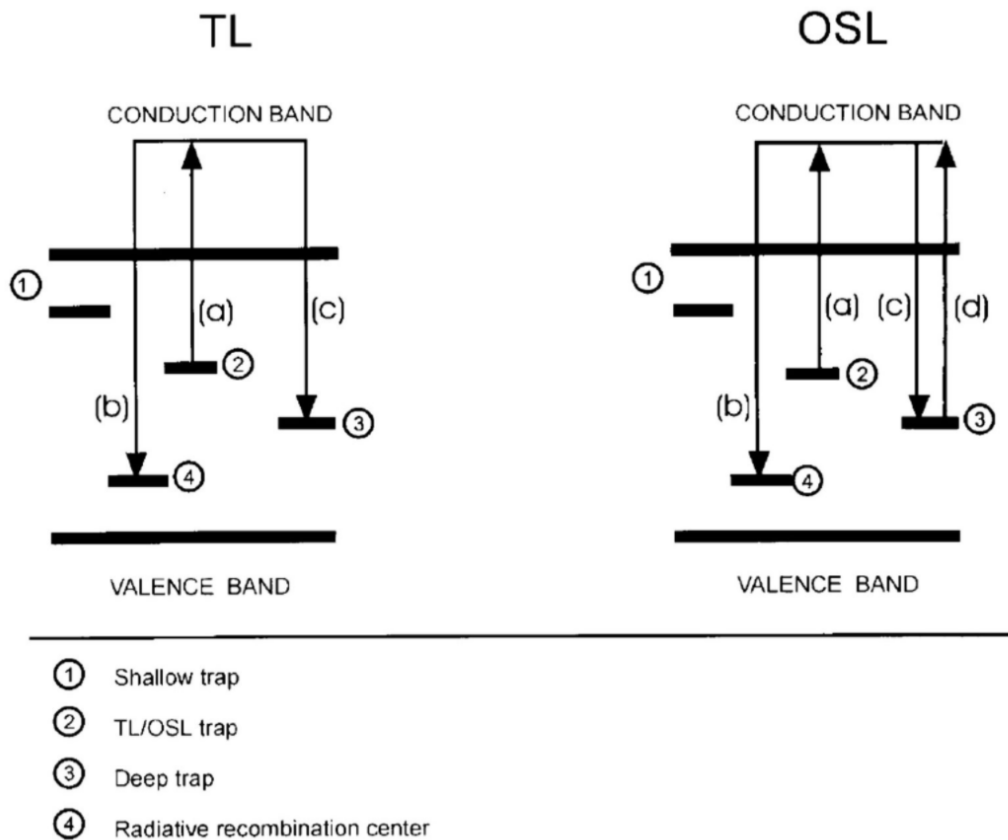 TL
OSL
CONDUCTION BAND
CONDUCTION BAND
①
(a)
(c)
②
(b)
③
④
①
(a)
(c)
(d)
②
(b)
③
④
VALENCE BAND
VALENCE BAND
① Shallow trap
② TL/OSL trap
③ Deep trap
④ Radiative recombination center